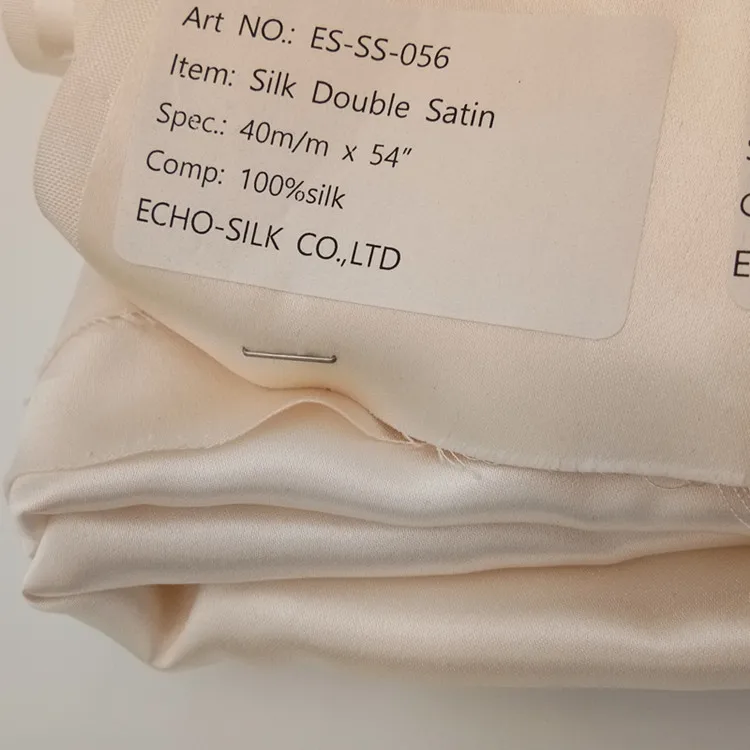 Art NO.: ES-SS-056
Item: Silk Double Satin
Spec.: 40m/m x 54"
Comp: 100%silk
ECHO-SILK CO.,LTD